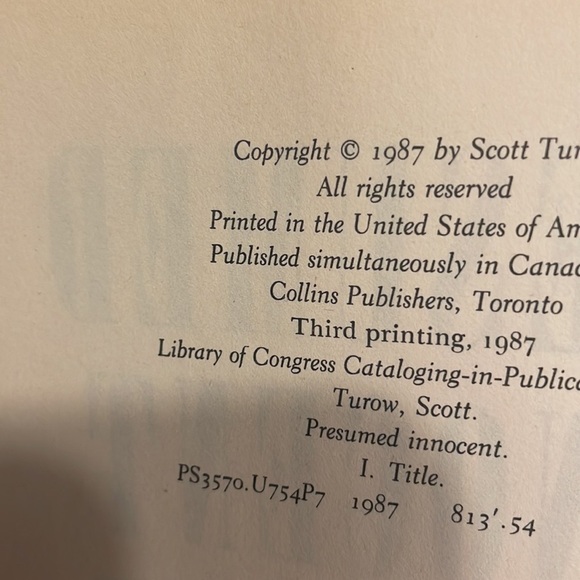 Copyright © 1987 by Scott Tur
All rights reserved
Printed in the United States of Am
Published simultaneously in Canad
Collins Publishers, Toronto
Third printing, 1987
Library of Congress Cataloging-in-Publica
Turow, Scott.
Presumed innocent.
I. Title.
PS3570.U754P7 1987 813'.54